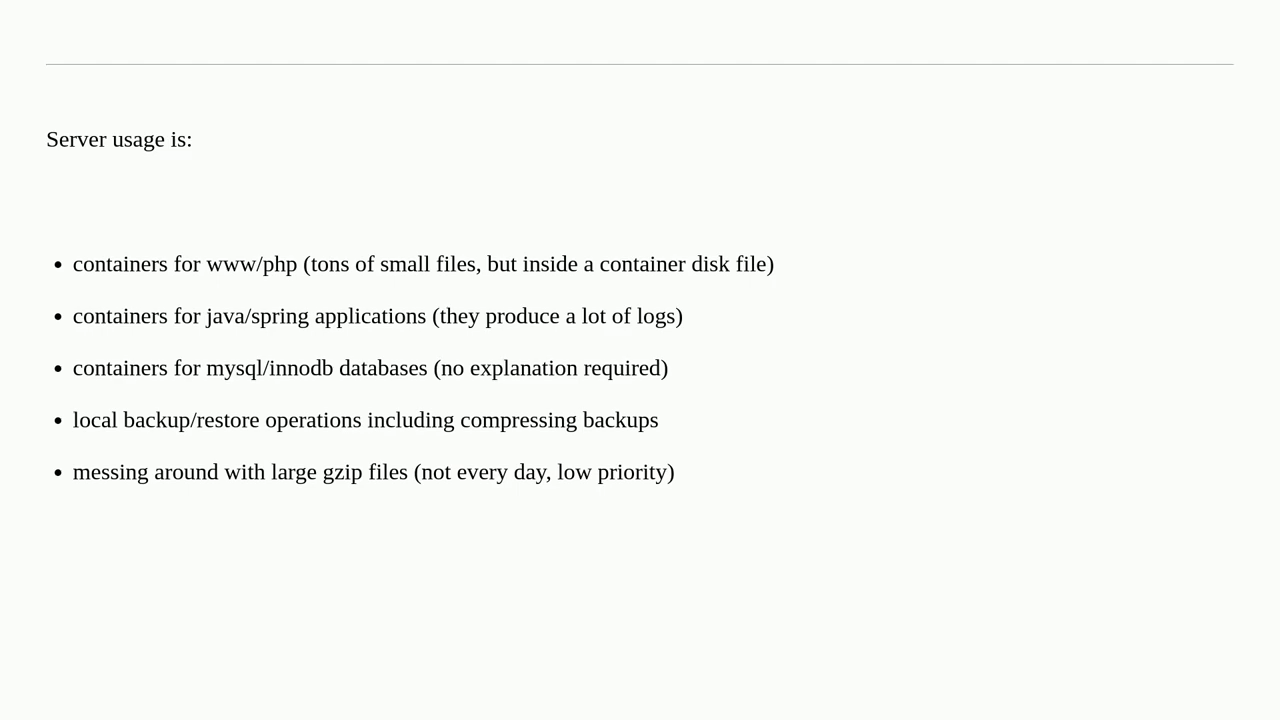 Server usage is:
• containers for www/php (tons of small files, but inside a container disk file)
• containers for java/spring applications (they produce a lot of logs)
• containers for mysql/innodb databases (no explanation required)
• local backup/restore operations including compressing backups
• messing around with large gzip files (not every day, low priority)